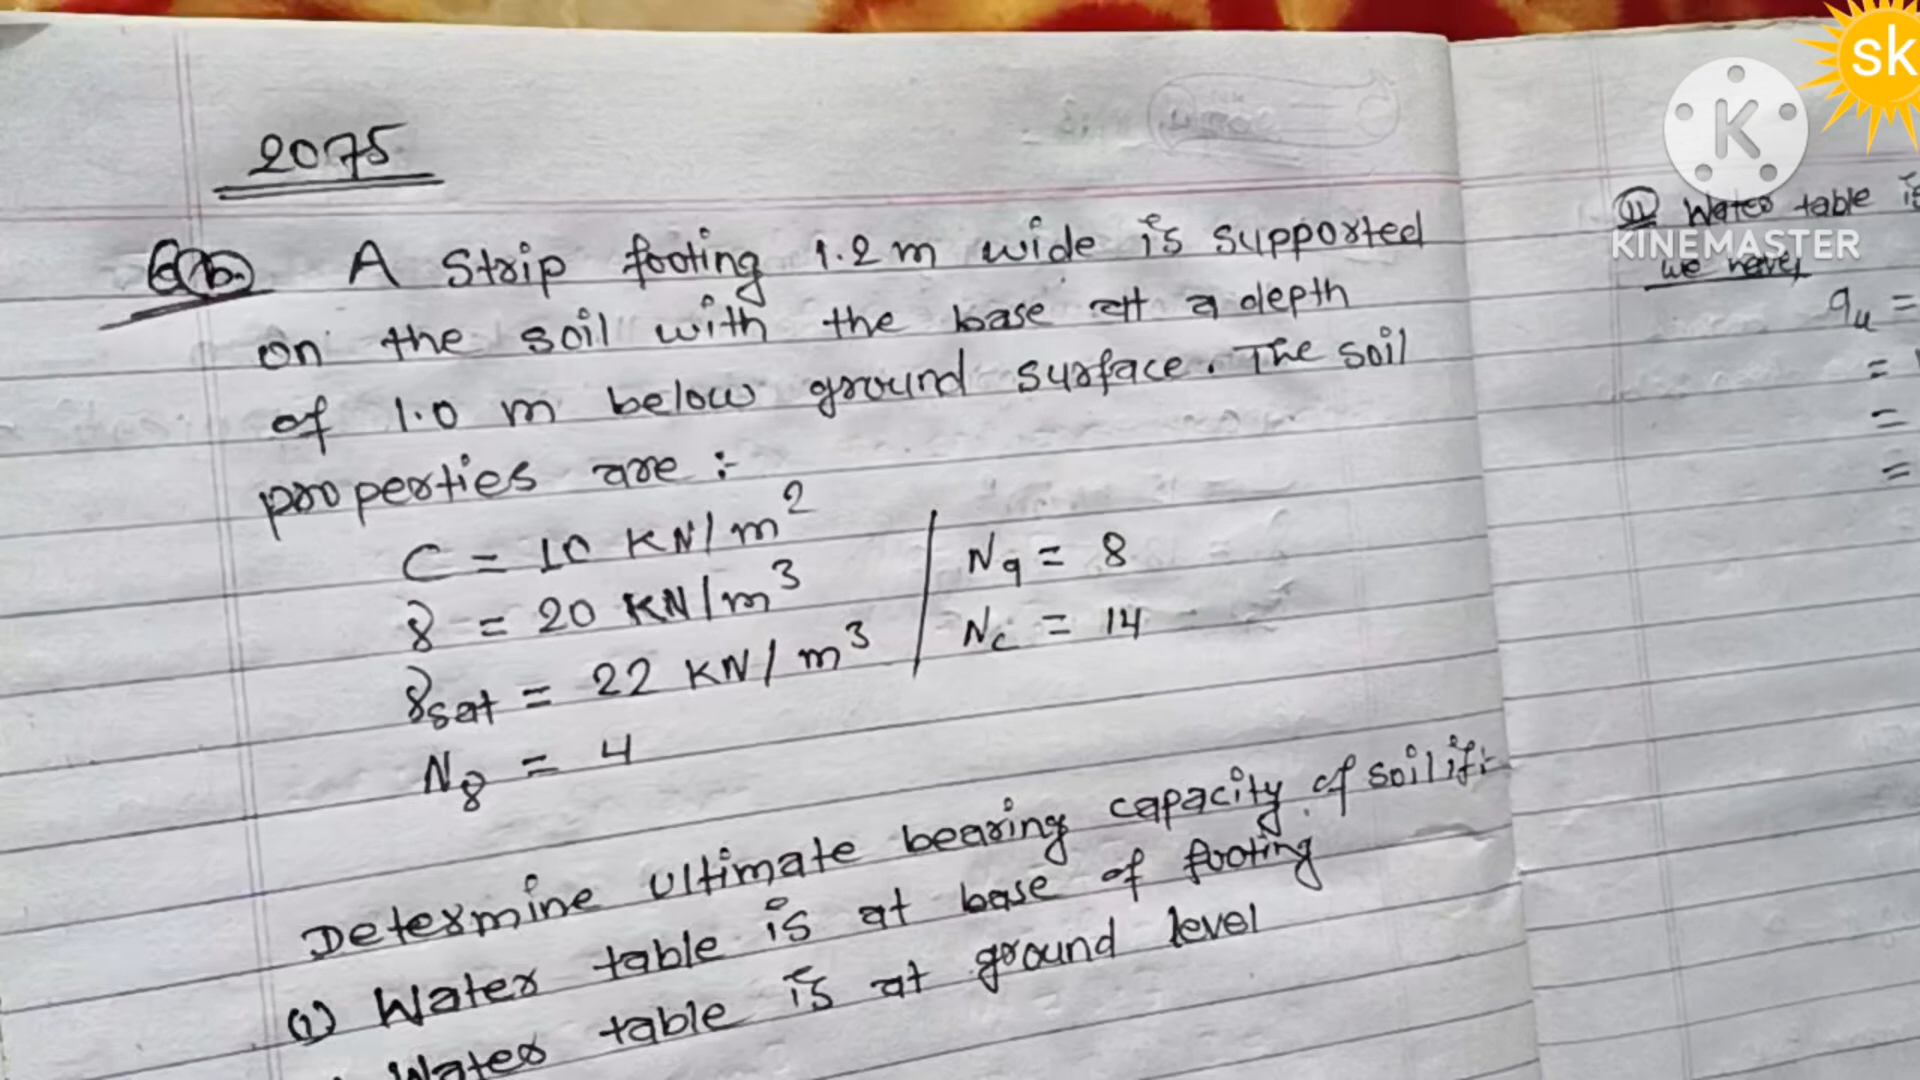 2075
6(b) A Strip footing 1.2 m wide is supported
on the soil with the base at a depth
of 1.0 m below ground surface. The soil
properties are :-
C = 10 KN/m²
γ = 20 KN/m³
γsat = 22 KN/m³
Nγ = 4
Nq = 8
Nc = 14
Determine ultimate bearing capacity of soil if:-
(i) Water table is at base of footing
Water table is at ground level
(ii) Water table is
we have,
qu =
=
=
=
K
KINEMASTER
sk